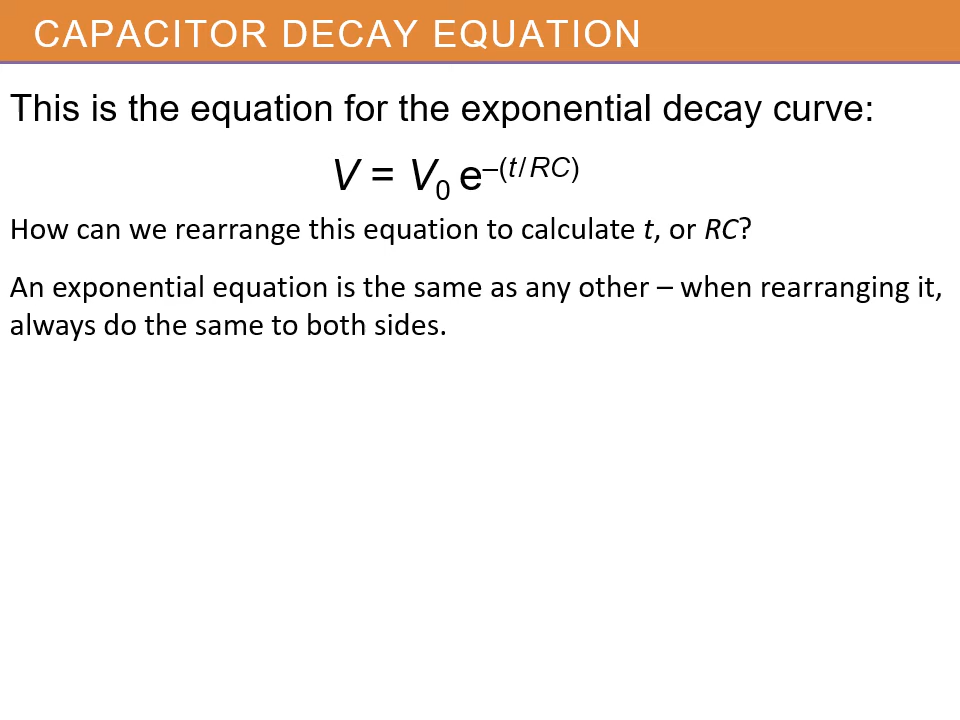 CAPACITOR DECAY EQUATION
This is the equation for the exponential decay curve:
V = V₀ e⁻⁽ᵗ/ᴿᶜ⁾
How can we rearrange this equation to calculate t, or RC?
An exponential equation is the same as any other – when rearranging it,
always do the same to both sides.